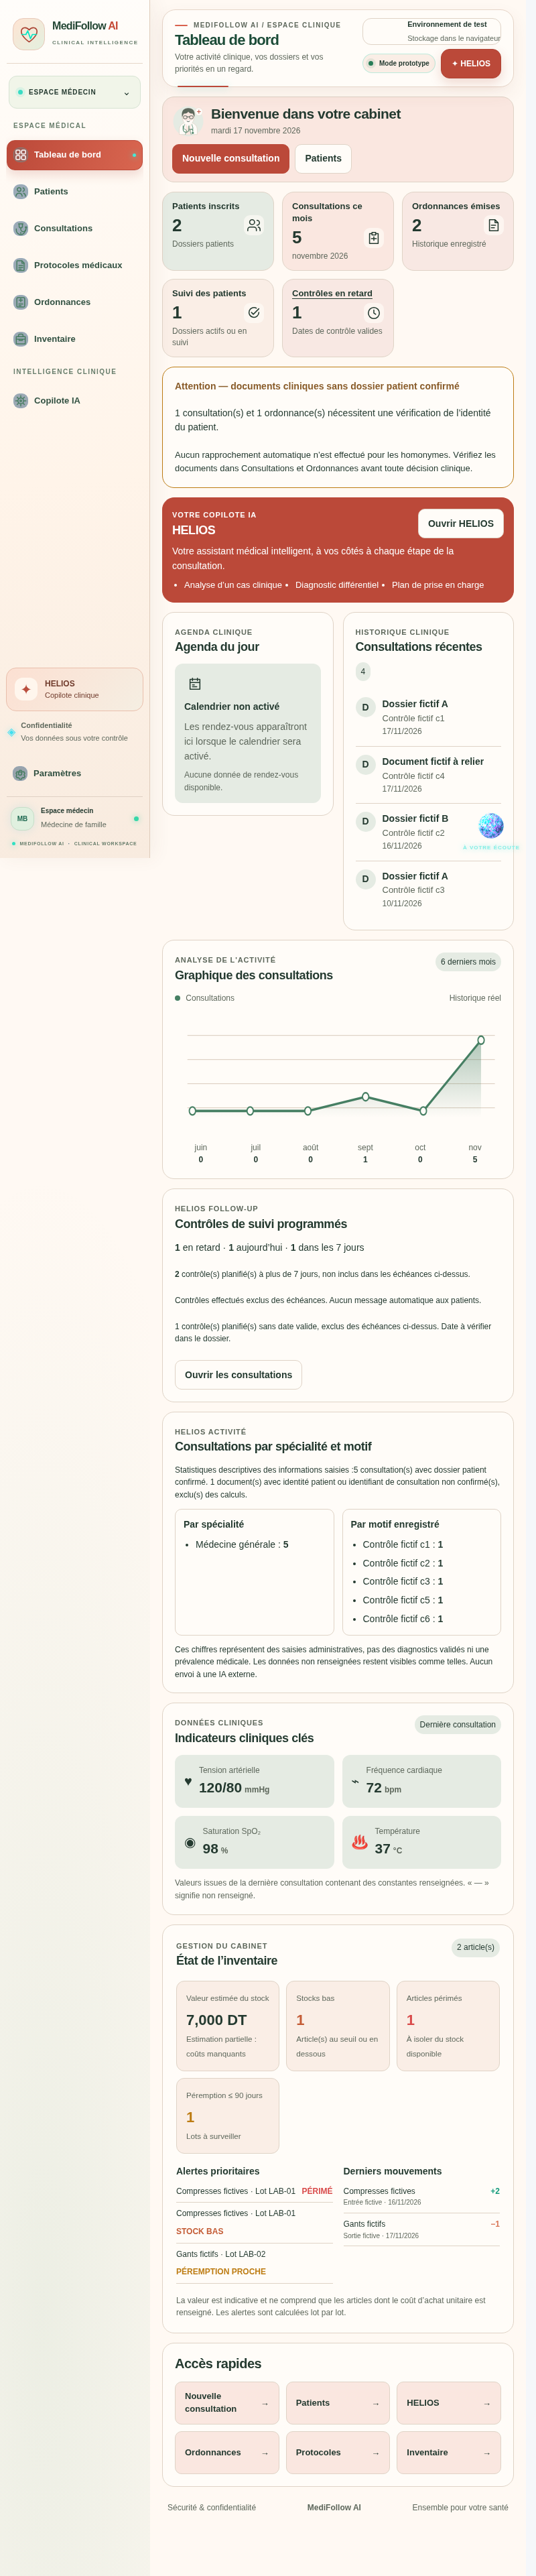 MediFollow AI
CLINICAL INTELLIGENCE
ESPACE MÉDECIN
ESPACE MÉDICAL
Tableau de bord
Patients
Consultations
Protocoles médicaux
Ordonnances
Inventaire
INTELLIGENCE CLINIQUE
Copilote IA
HELIOS
Copilote clinique
Confidentialité
Vos données sous votre contrôle
Paramètres
MB
Espace médecin
Médecine de famille
MEDIFOLLOW AI · CLINICAL WORKSPACE
MEDIFOLLOW AI / ESPACE CLINIQUE
Tableau de bord
Votre activité clinique, vos dossiers et vos
priorités en un regard.
Environnement de test
Stockage dans le navigateur
Mode prototype
✦ HELIOS
Bienvenue dans votre cabinet
mardi 17 novembre 2026
Nouvelle consultation
Patients
Patients inscrits
2
Dossiers patients
Consultations ce
mois
5
novembre 2026
Ordonnances émises
2
Historique enregistré
Suivi des patients
1
Dossiers actifs ou en
suivi
Contrôles en retard
1
Dates de contrôle valides
Attention — documents cliniques sans dossier patient confirmé
1 consultation(s) et 1 ordonnance(s) nécessitent une vérification de l’identité
du patient.
Aucun rapprochement automatique n’est effectué pour les homonymes. Vérifiez les
documents dans Consultations et Ordonnances avant toute décision clinique.
VOTRE COPILOTE IA
HELIOS
Ouvrir HELIOS
Votre assistant médical intelligent, à vos côtés à chaque étape de la
consultation.
• Analyse d’un cas clinique • Diagnostic différentiel • Plan de prise en charge
AGENDA CLINIQUE
Agenda du jour
Calendrier non activé
Les rendez-vous apparaîtront
ici lorsque le calendrier sera
activé.
Aucune donnée de rendez-vous
disponible.
HISTORIQUE CLINIQUE
Consultations récentes
4
D
Dossier fictif A
Contrôle fictif c1
17/11/2026
D
Document fictif à relier
Contrôle fictif c4
17/11/2026
D
Dossier fictif B
Contrôle fictif c2
16/11/2026
À VOTRE ÉCOUTE
D
Dossier fictif A
Contrôle fictif c3
10/11/2026
ANALYSE DE L'ACTIVITÉ
Graphique des consultations
6 derniers mois
Consultations
Historique réel
juin juil août sept oct nov
0 0 0 1 0 5
HELIOS FOLLOW-UP
Contrôles de suivi programmés
1 en retard · 1 aujourd’hui · 1 dans les 7 jours
2 contrôle(s) planifié(s) à plus de 7 jours, non inclus dans les échéances ci-dessus.
Contrôles effectués exclus des échéances. Aucun message automatique aux patients.
1 contrôle(s) planifié(s) sans date valide, exclus des échéances ci-dessus. Date à vérifier
dans le dossier.
Ouvrir les consultations
HELIOS ACTIVITÉ
Consultations par spécialité et motif
Statistiques descriptives des informations saisies :5 consultation(s) avec dossier patient
confirmé. 1 document(s) avec identité patient ou identifiant de consultation non confirmé(s),
exclu(s) des calculs.
Par spécialité
• Médecine générale : 5
Par motif enregistré
• Contrôle fictif c1 : 1
• Contrôle fictif c2 : 1
• Contrôle fictif c3 : 1
• Contrôle fictif c5 : 1
• Contrôle fictif c6 : 1
Ces chiffres représentent des saisies administratives, pas des diagnostics validés ni une
prévalence médicale. Les données non renseignées restent visibles comme telles. Aucun
envoi à une IA externe.
DONNÉES CLINIQUES
Indicateurs cliniques clés
Dernière consultation
Tension artérielle
120/80 mmHg
Fréquence cardiaque
72 bpm
Saturation SpO₂
98 %
Température
37 °C
Valeurs issues de la dernière consultation contenant des constantes renseignées. « — »
signifie non renseigné.
GESTION DU CABINET
État de l’inventaire
2 article(s)
Valeur estimée du stock
7,000 DT
Estimation partielle :
coûts manquants
Stocks bas
1
Article(s) au seuil ou en
dessous
Articles périmés
1
À isoler du stock
disponible
Péremption ≤ 90 jours
1
Lots à surveiller
Alertes prioritaires
Compresses fictives · Lot LAB-01 PÉRIMÉ
Compresses fictives · Lot LAB-01
STOCK BAS
Gants fictifs · Lot LAB-02
PÉREMPTION PROCHE
Derniers mouvements
Compresses fictives +2
Entrée fictive · 16/11/2026
Gants fictifs −1
Sortie fictive · 17/11/2026
La valeur est indicative et ne comprend que les articles dont le coût d’achat unitaire est
renseigné. Les alertes sont calculées lot par lot.
Accès rapides
Nouvelle
consultation →
Patients →
HELIOS →
Ordonnances →
Protocoles →
Inventaire →
Sécurité & confidentialité
MediFollow AI
Ensemble pour votre santé